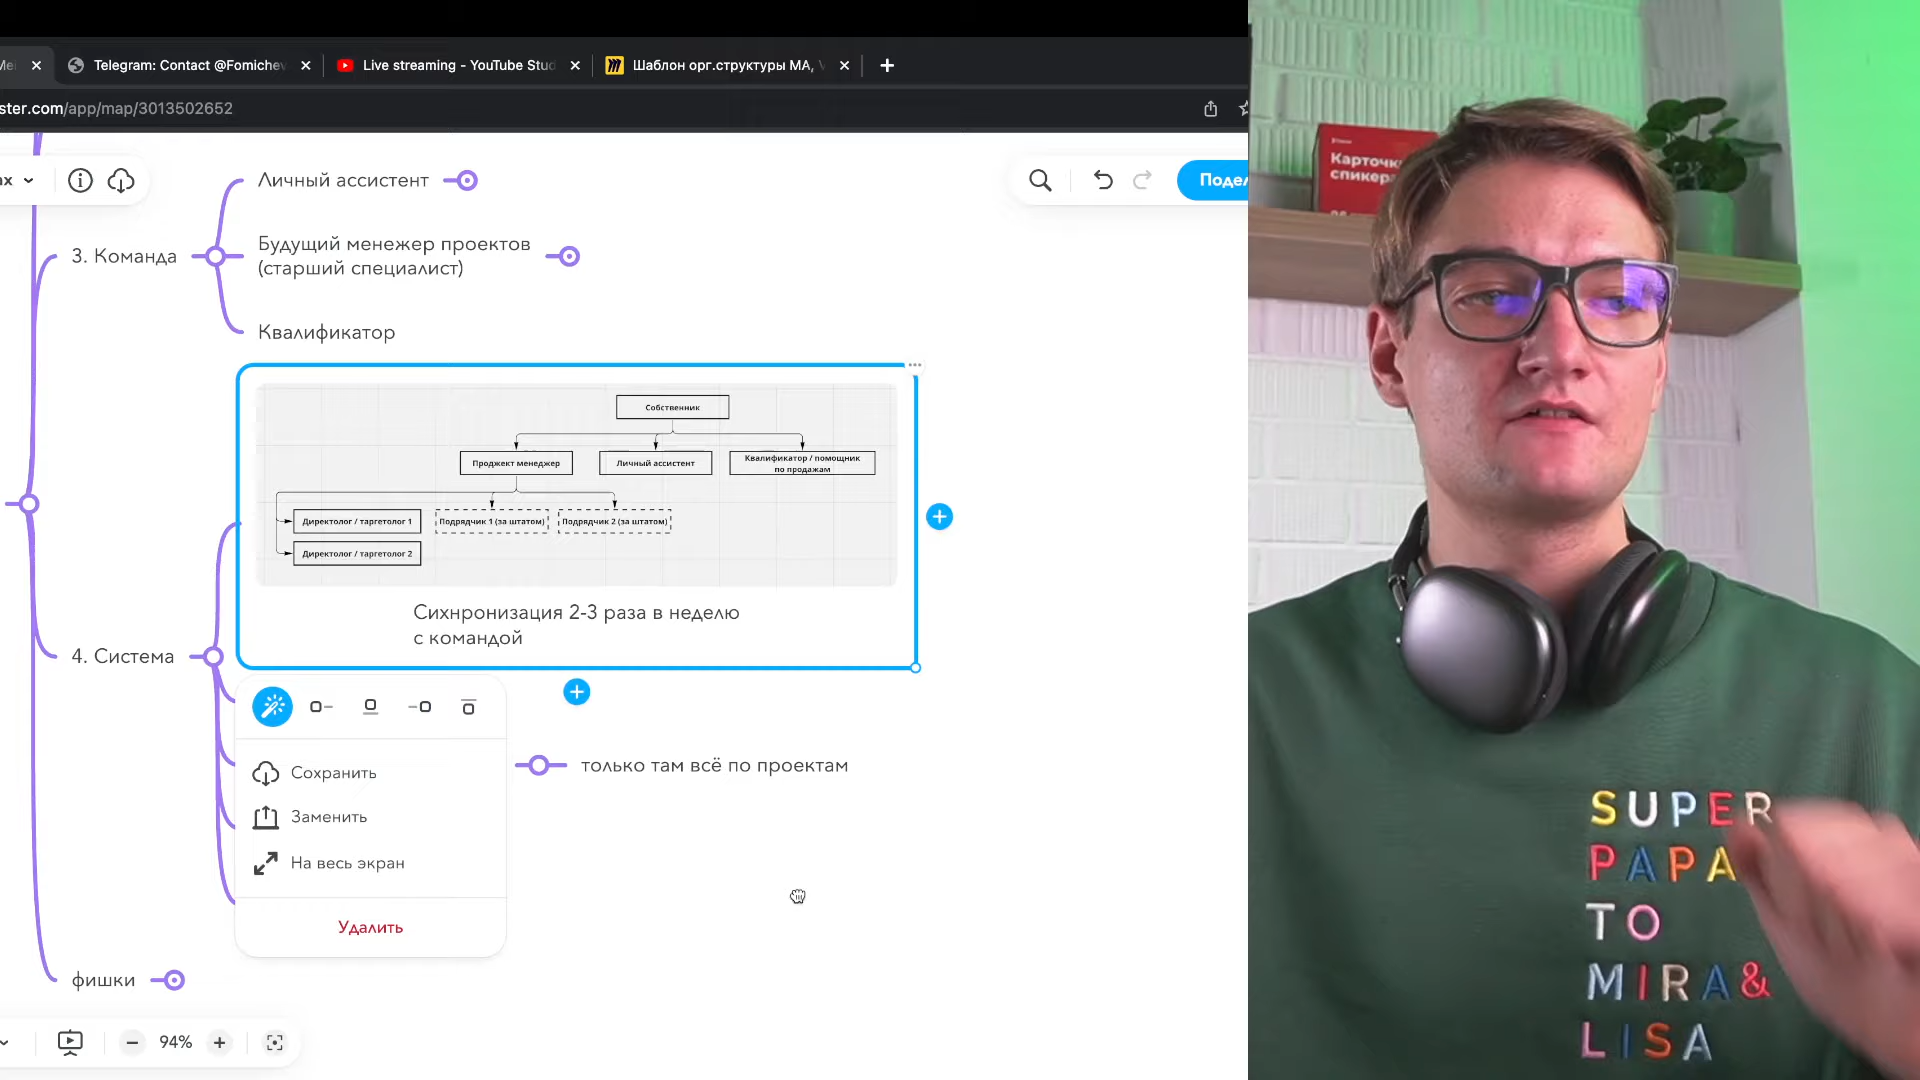 Telegram: Contact @Fomichev
Live streaming - YouTube Stud
Шаблон орг.структуры МА, V
ster.com/app/map/3013502652
Поде
3. Команда
Личный ассистент
Будущий менежер проектов
(старший специалист)
Квалификатор
Собственник
Проджект менеджер
Личный ассистент
Квалификатор / помощник
по продажам
Директолог / таргетолог 1
Подрядчик 1 (за штатом)
Подрядчик 2 (за штатом)
Директолог / таргетолог 2
Сихнронизация 2-3 раза в неделю
с командой
4. Система
Сохранить
Заменить
На весь экран
Удалить
только там всё по проектам
фишки
94%
Карточк
спикера
SUPER
PAPA
TO
MIRA&
LISA